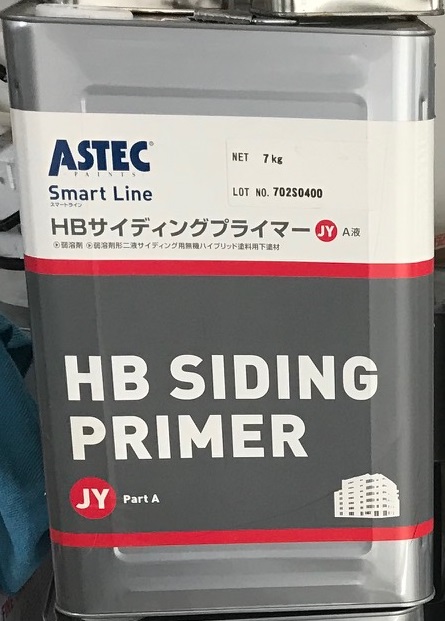 ASTEC®
PAINTS
NET 7kg
Smart Line
スマートライン
LOT NO. 702S0400
HBサイディングプライマー JY A液
弱溶剤 弱溶剤形二液サイディング用無機ハイブリッド塗料用下塗材
HB SIDING
PRIMER
JY Part A